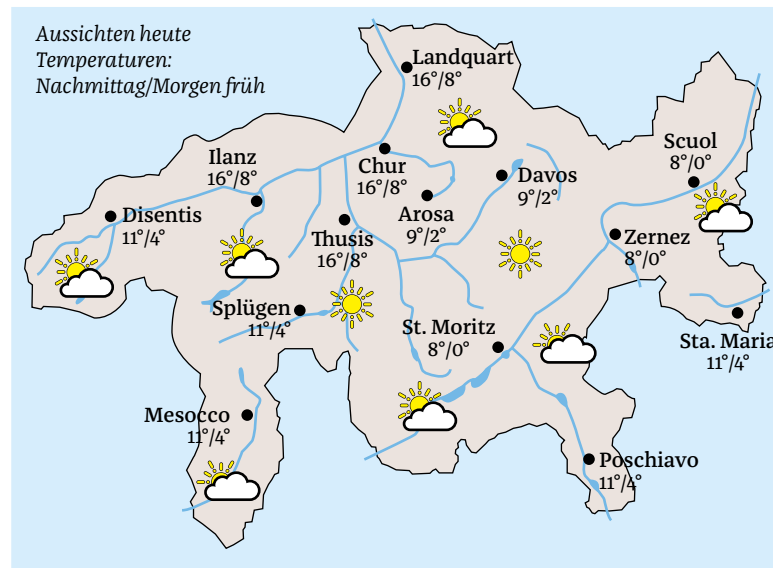 Aussichten heute
Temperaturen:
Nachmittag/Morgen früh
Landquart
16°/8°
Ilanz
16°/8°
Chur
16°/8°
Scuol
8°/0°
Davos
9°/2°
Arosa
9°/2°
Disentis
11°/4°
Thusis
16°/8°
Zernez
8°/0°
Splügen
11°/4°
St. Moritz
8°/0°
Sta. Maria
11°/4°
Mesocco
11°/4°
Poschiavo
11°/4°